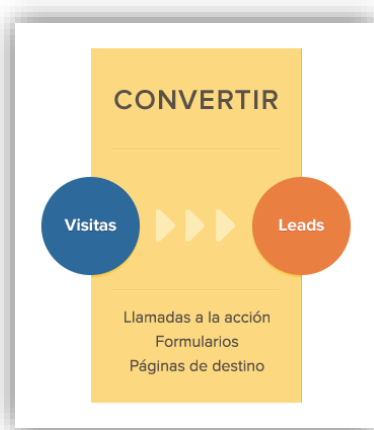 CONVERTIR
Visitas
Leads
Llamadas a la acción
Formularios
Páginas de destino